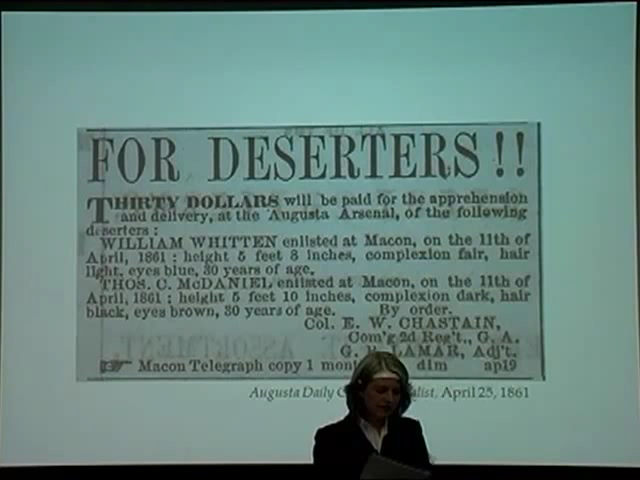 FOR DESERTERS!!
THIRTY DOLLARS will be paid for the apprehension
and delivery, at the Augusta Arsenal, of the following
deserters:
WILLIAM WHITTEN enlisted at Macon, on the 11th of
April, 1861: height 5 feet 8 inches, complexion fair, hair
light, eyes blue, 30 years of age.
THOS. C. McDANIEL enlisted at Macon, on the 11th of
April, 1861: height 5 feet 10 inches, complexion dark, hair
black, eyes brown, 30 years of age. By order.
Col. E. W. CHASTAIN,
Com'g 2d Reg't., G. A.
G. LAMAR, Adj't.
Macon Telegraph copy 1 d1m ap19
Augusta Daily April 25, 1861